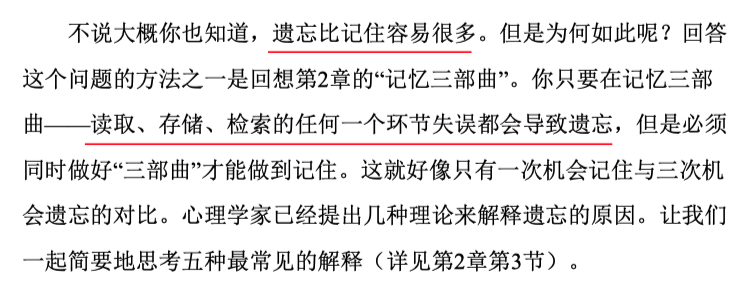 不说大概你也知道，遗忘比记住容易很多。但是为何如此呢？回答
这个问题的方法之一是回想第2章的“记忆三部曲”。你只要在记忆三部
曲——读取、存储、检索的任何一个环节失误都会导致遗忘，但是必须
同时做好“三部曲”才能做到记住。这就好像只有一次机会记住与三次机
会遗忘的对比。心理学家已经提出几种理论来解释遗忘的原因。让我们
一起简要地思考五种最常见的解释（详见第2章第3节）。